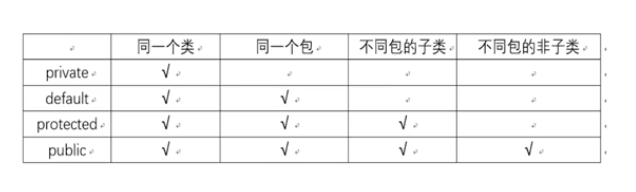 同一个类 同一个包 不同包的子类 不同包的非子类
private √
default √ √
protected √ √ √
public √ √ √ √